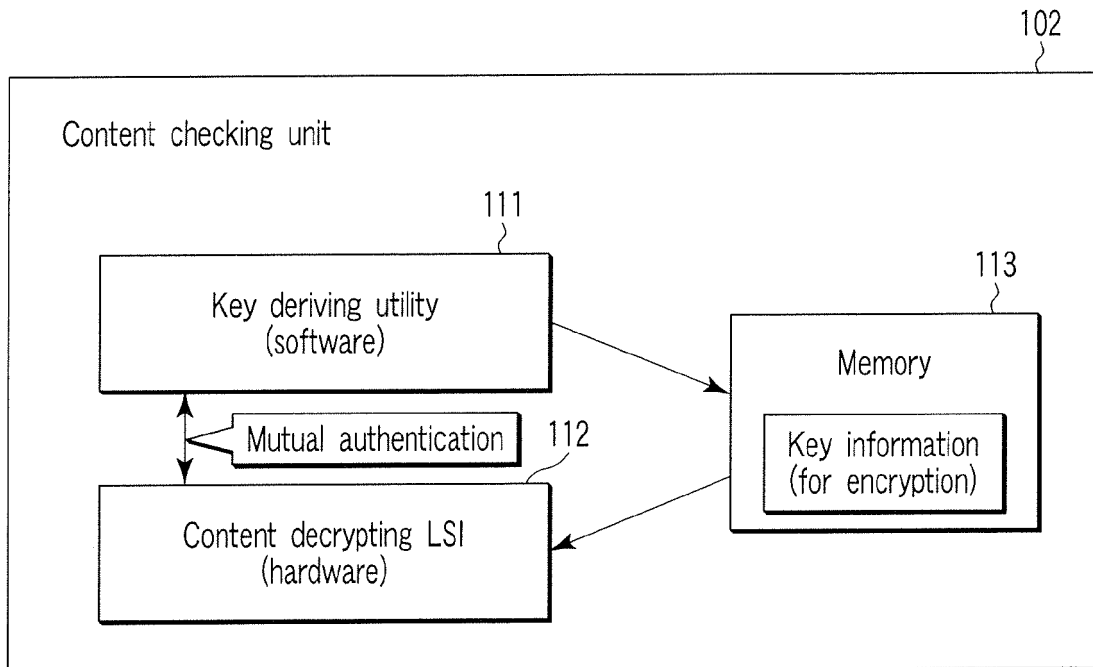 102
Content checking unit
111
Key deriving utility
(software)
113
Memory
Mutual authentication
112
Key information
(for encryption)
Content decrypting LSI
(hardware)